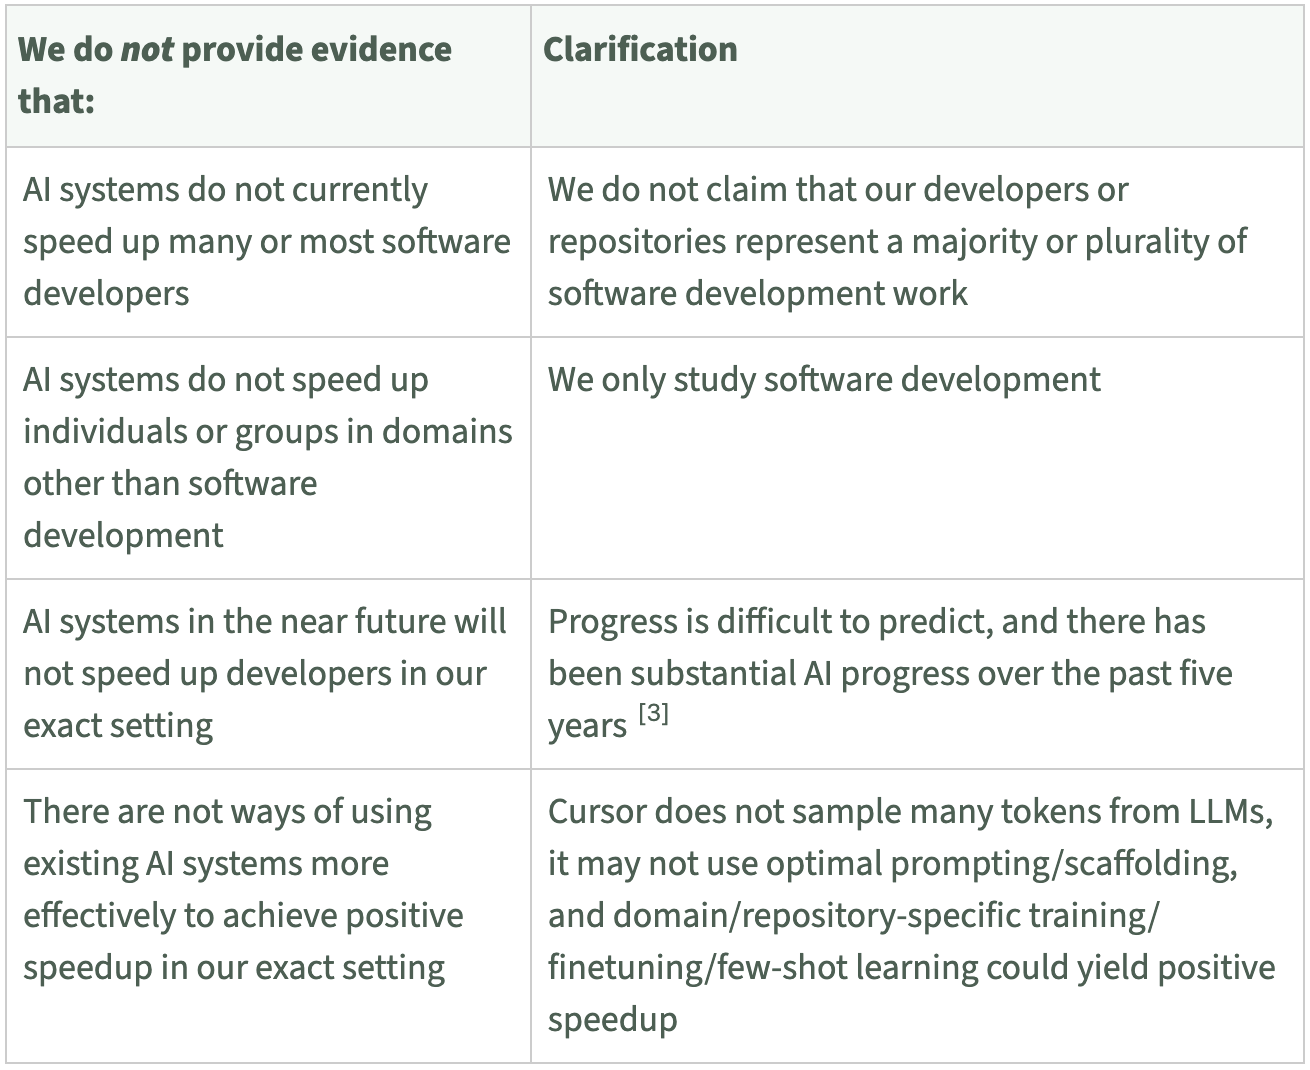 We do not provide evidence
that:
Clarification
AI systems do not currently
speed up many or most software
developers
We do not claim that our developers or
repositories represent a majority or plurality of
software development work
AI systems do not speed up
individuals or groups in domains
other than software
development
We only study software development
AI systems in the near future will
not speed up developers in our
exact setting
Progress is difficult to predict, and there has
been substantial AI progress over the past five
years [3]
There are not ways of using
existing AI systems more
effectively to achieve positive
speedup in our exact setting
Cursor does not sample many tokens from LLMs,
it may not use optimal prompting/scaffolding,
and domain/repository-specific training/
finetuning/few-shot learning could yield positive
speedup